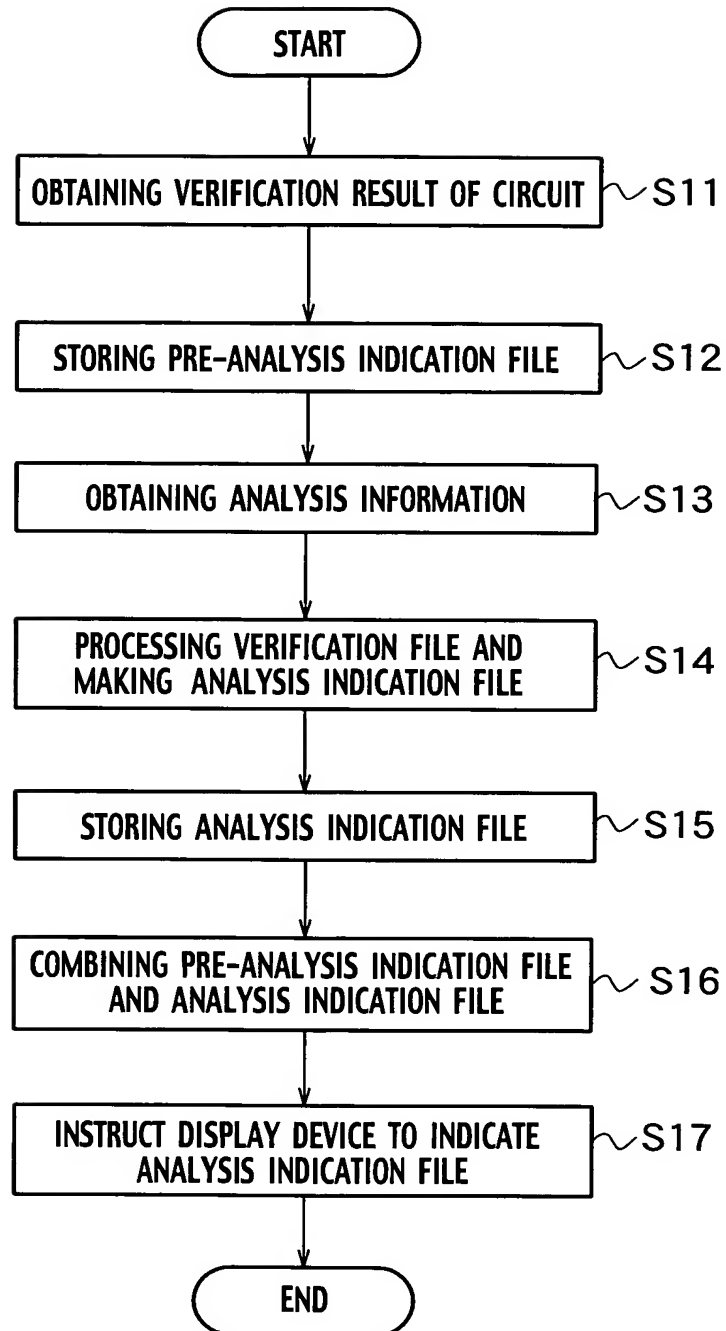 START
OBTAINING VERIFICATION RESULT OF CIRCUIT S11
STORING PRE-ANALYSIS INDICATION FILE S12
OBTAINING ANALYSIS INFORMATION S13
PROCESSING VERIFICATION FILE AND
MAKING ANALYSIS INDICATION FILE S14
STORING ANALYSIS INDICATION FILE S15
COMBINING PRE-ANALYSIS INDICATION FILE
AND ANALYSIS INDICATION FILE S16
INSTRUCT DISPLAY DEVICE TO INDICATE
ANALYSIS INDICATION FILE S17
END